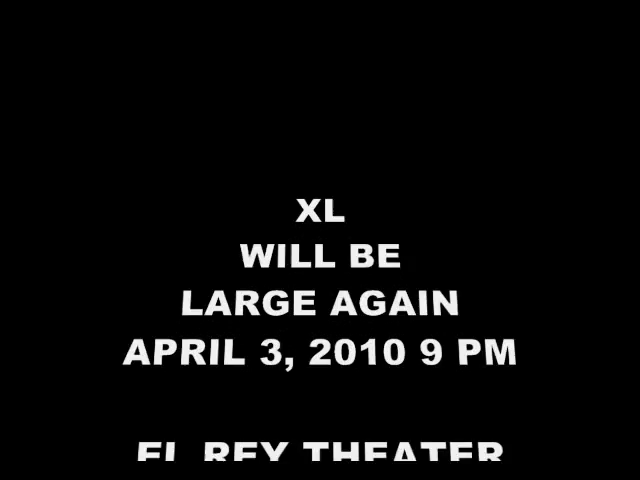 XL
WILL BE
LARGE AGAIN
APRIL 3, 2010 9 PM
EL REY THEATER